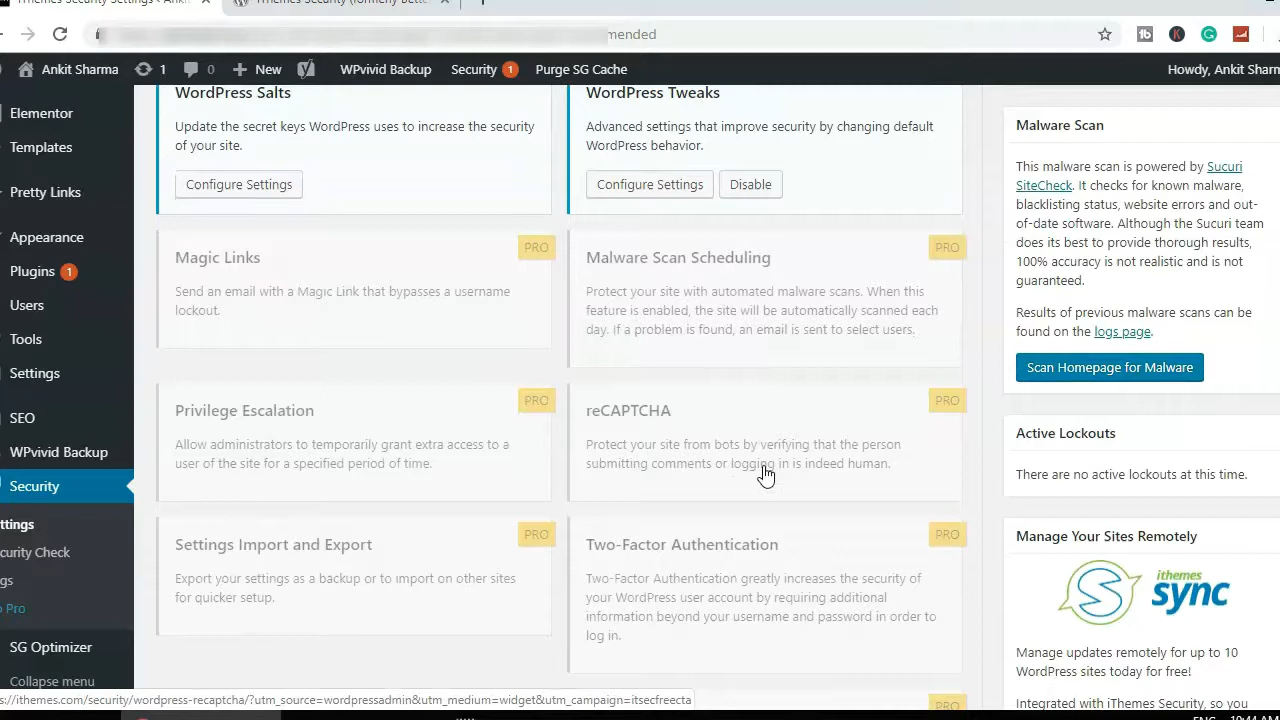 iThemes Security Settings ‹ Anki
iThemes Security (formerly Bett
mended
Ankit Sharma
1
0
New
WPvivid Backup
Security 1
Purge SG Cache
Howdy, Ankit Sharm
Elementor
Templates
Pretty Links
Appearance
Plugins 1
Users
Tools
Settings
SEO
WPvivid Backup
Security
ttings
curity Check
gs
o Pro
SG Optimizer
Collapse menu
WordPress Salts
Update the secret keys WordPress uses to increase the security
of your site.
Configure Settings
WordPress Tweaks
Advanced settings that improve security by changing default
WordPress behavior.
Configure Settings
Disable
PRO
Magic Links
Send an email with a Magic Link that bypasses a username
lockout.
PRO
Malware Scan Scheduling
Protect your site with automated malware scans. When this
feature is enabled, the site will be automatically scanned each
day. If a problem is found, an email is sent to select users.
PRO
Privilege Escalation
Allow administrators to temporarily grant extra access to a
user of the site for a specified period of time.
PRO
reCAPTCHA
Protect your site from bots by verifying that the person
submitting comments or logging in is indeed human.
PRO
Settings Import and Export
Export your settings as a backup or to import on other sites
for quicker setup.
PRO
Two-Factor Authentication
Two-Factor Authentication greatly increases the security of
your WordPress user account by requiring additional
information beyond your username and password in order to
log in.
PRO
Malware Scan
This malware scan is powered by Sucuri
SiteCheck. It checks for known malware,
blacklisting status, website errors and out-
of-date software. Although the Sucuri team
does its best to provide thorough results,
100% accuracy is not realistic and is not
guaranteed.
Results of previous malware scans can be
found on the logs page.
Scan Homepage for Malware
Active Lockouts
There are no active lockouts at this time.
Manage Your Sites Remotely
ithemes
sync
Manage updates remotely for up to 10
WordPress sites today for free!
Integrated with iThemes Security, so you
s://ithemes.com/security/wordpress-recaptcha/?utm_source=wordpressadmin&utm_medium=widget&utm_campaign=itsecfreecta
ENG
10:44 AM